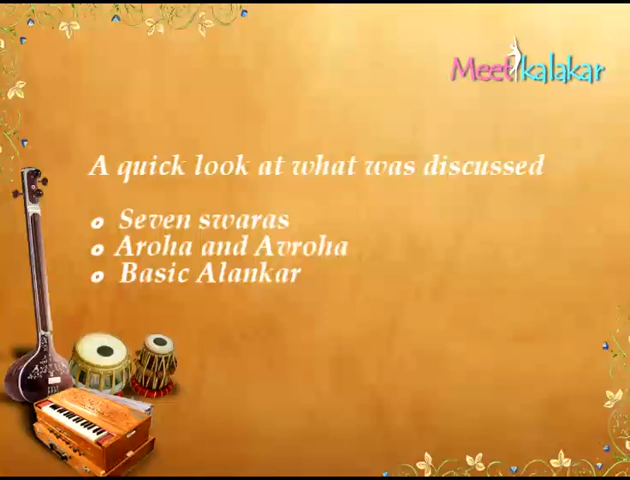 Meetkalakar
A quick look at what was discussed
Seven swaras
Aroha and Avroha
Basic Alankar